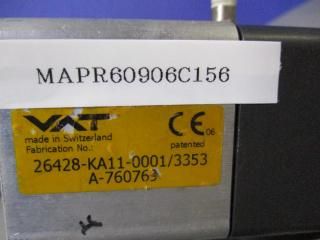 MAPR60906C156
VAT
made in Switzerland
Fabrication No.:
CE 06
patented
26428-KA11-0001/3353
A-760763